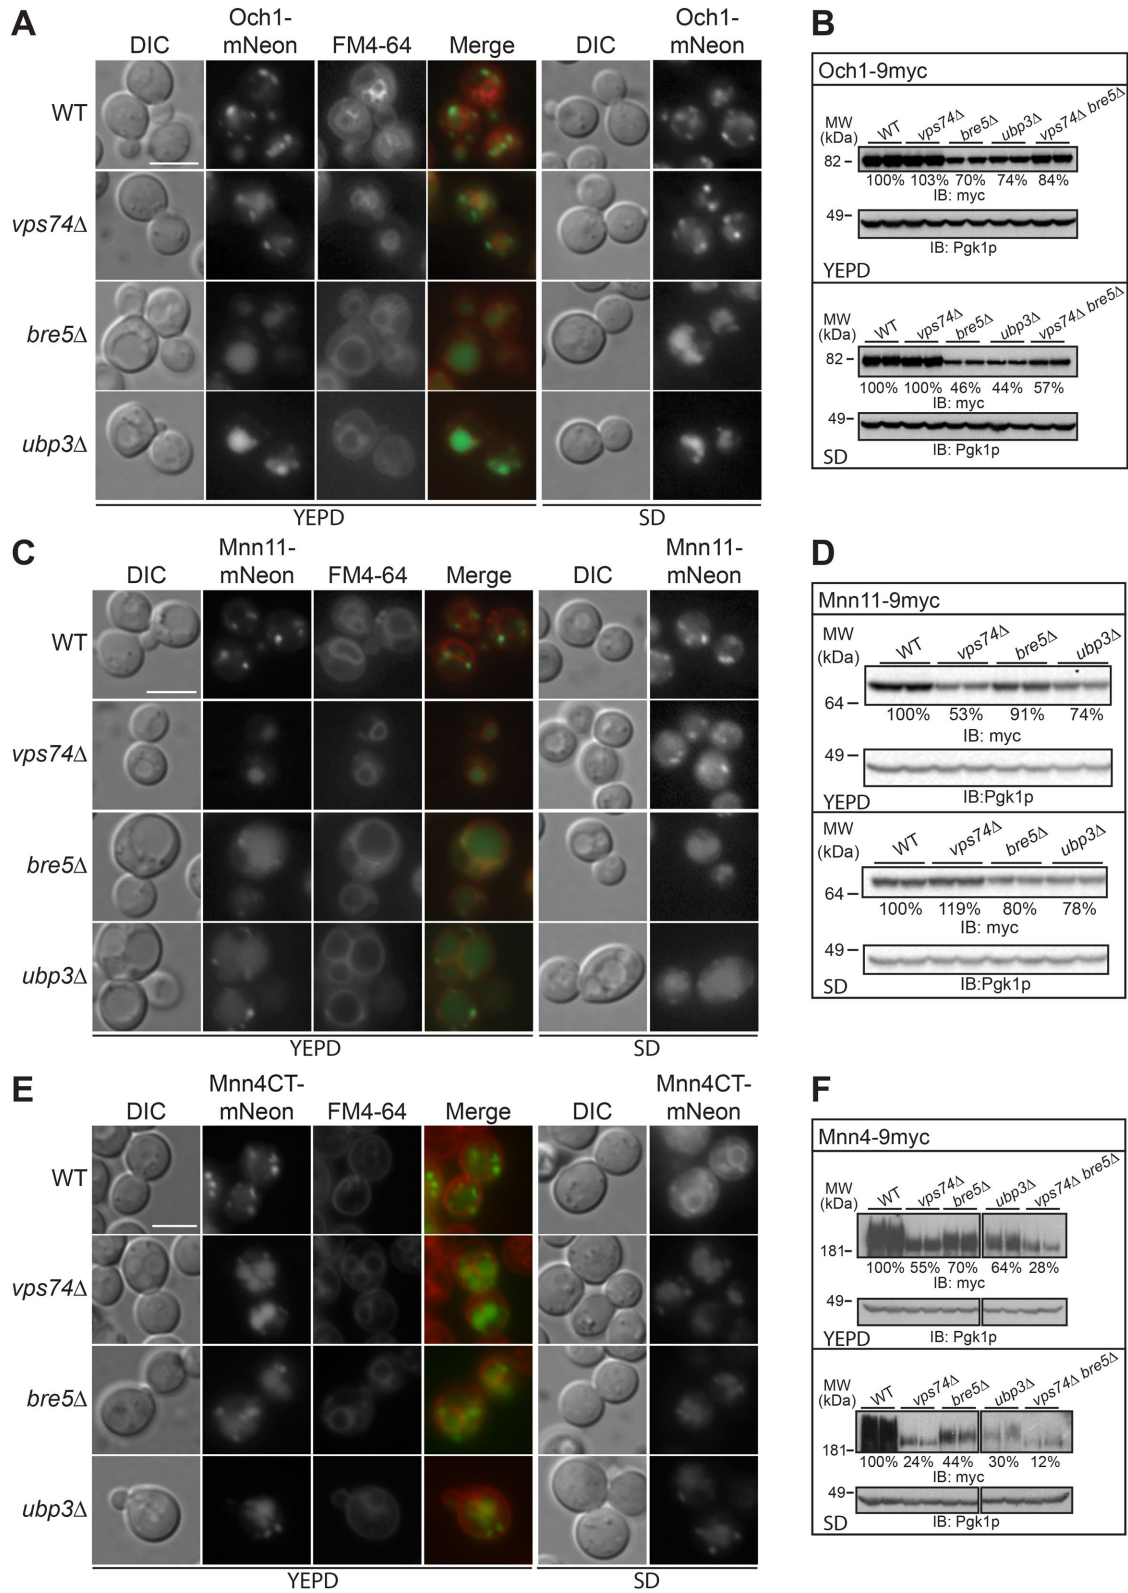 A
Och1-
DIC mNeon FM4-64 Merge DIC
Och1-
mNeon
WT
vps74Δ
bre5Δ
ubp3Δ
YEPD SD
B
Och1-9myc
MW
(kDa)
WT vps74Δ bre5Δ ubp3Δ vps74Δ bre5Δ
82
100% 103% 70% 74% 84%
IB: myc
49
IB: Pgk1p
YEPD
MW
(kDa)
WT vps74Δ bre5Δ ubp3Δ vps74Δ bre5Δ
82
100% 100% 46% 44% 57%
IB: myc
49
IB: Pgk1p
SD
C
Mnn11-
DIC mNeon FM4-64 Merge DIC
Mnn11-
mNeon
WT
vps74Δ
bre5Δ
ubp3Δ
YEPD SD
D
Mnn11-9myc
MW
(kDa)
WT vps74Δ bre5Δ ubp3Δ
64
100% 53% 91% 74%
IB: myc
49
IB:Pgk1p
YEPD
MW
(kDa)
WT vps74Δ bre5Δ ubp3Δ
64
100% 119% 80% 78%
IB: myc
49
IB:Pgk1p
SD
E
Mnn4CT-
DIC mNeon FM4-64 Merge DIC
Mnn4CT-
mNeon
WT
vps74Δ
bre5Δ
ubp3Δ
YEPD SD
F
Mnn4-9myc
MW
(kDa)
WT vps74Δ bre5Δ ubp3Δ vps74Δ bre5Δ
181
100% 55% 70% 64% 28%
IB: myc
49
IB: Pgk1p
YEPD
MW
(kDa)
WT vps74Δ bre5Δ ubp3Δ vps74Δ bre5Δ
181
100% 24% 44% 30% 12%
IB: myc
49
IB: Pgk1p
SD